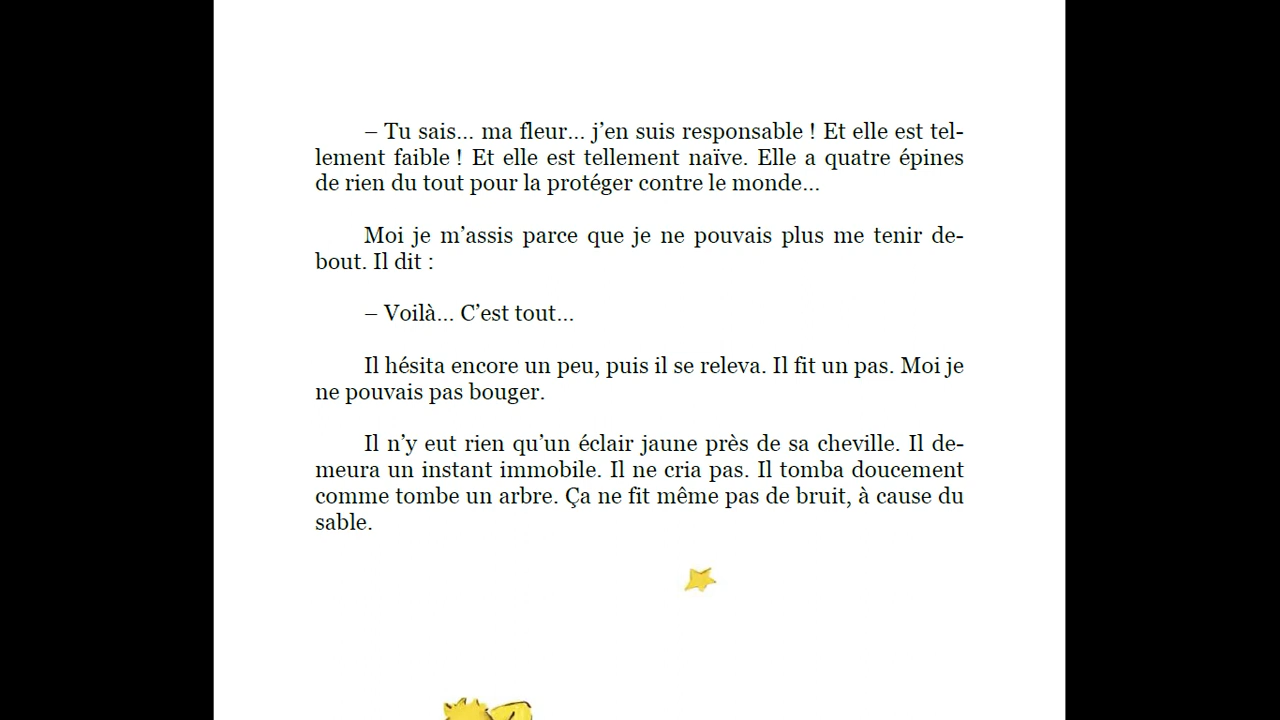 – Tu sais… ma fleur… j’en suis responsable ! Et elle est tel-
lement faible ! Et elle est tellement naïve. Elle a quatre épines
de rien du tout pour la protéger contre le monde…
Moi je m’assis parce que je ne pouvais plus me tenir de-
bout. Il dit :
– Voilà… C’est tout…
Il hésita encore un peu, puis il se releva. Il fit un pas. Moi je
ne pouvais pas bouger.
Il n’y eut rien qu’un éclair jaune près de sa cheville. Il de-
meura un instant immobile. Il ne cria pas. Il tomba doucement
comme tombe un arbre. Ça ne fit même pas de bruit, à cause du
sable.